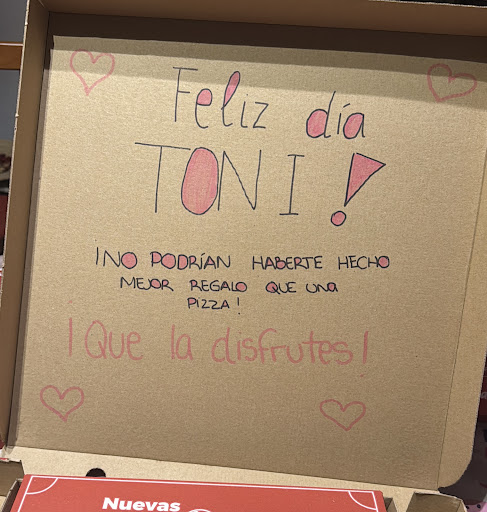 Feliz día
TONI!
¡NO PODRÍAN HABERTE HECHO
MEJOR REGALO QUE UNA
PIZZA!
¡Que la disfrutes!
Nuevas